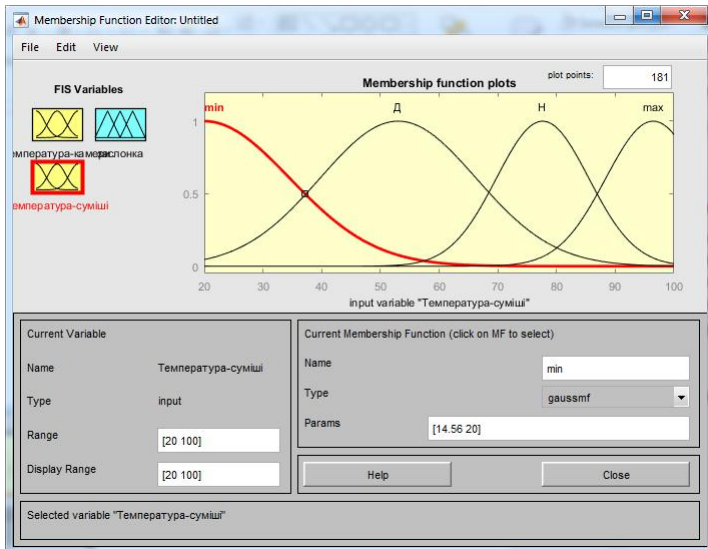 Membership Function Editor: Untitled
File Edit View
FIS Variables
заслонка
температура-суміші
Membership function plots
plot points: 181
min Д Н max
1
0.5
0
20 30 40 50 60 70 80 90 100
input variable "Температура-суміші"
Current Variable
Name Температура-суміші
Type input
Range [20 100]
Display Range [20 100]
Current Membership Function (click on MF to select)
Name min
Type gaussmf
Params [14.56 20]
Help Close
Selected variable "Температура-суміші"